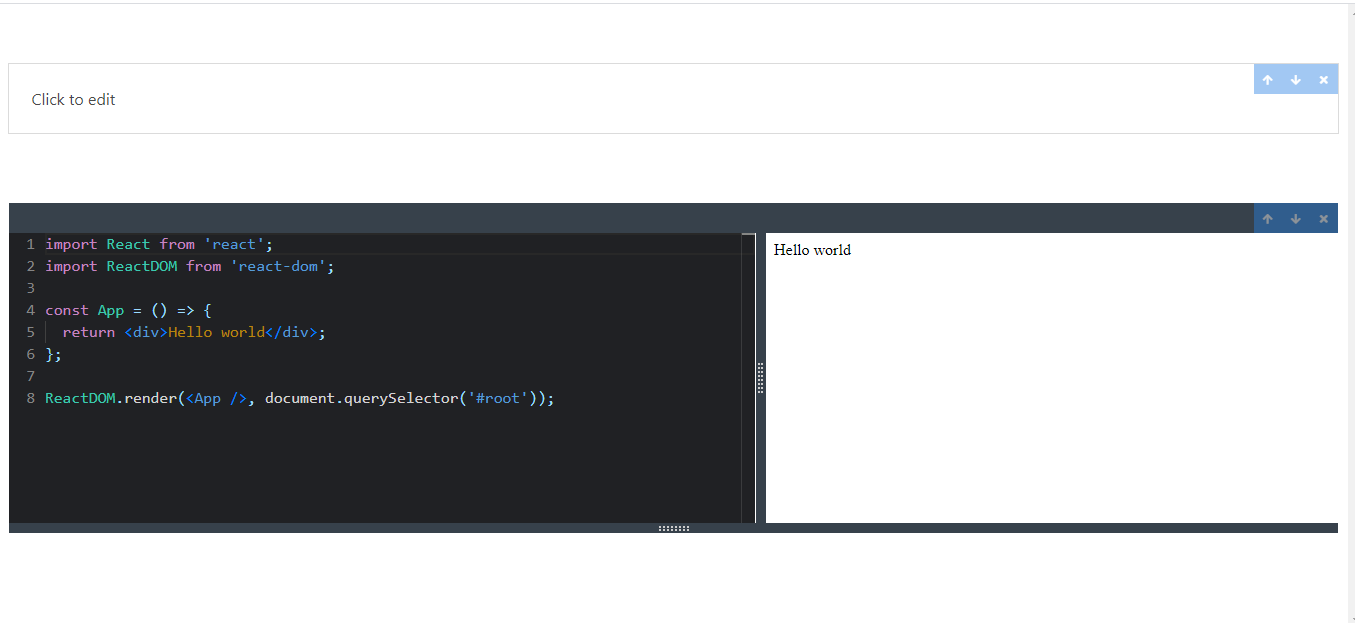 Click to edit
1 import React from 'react';
2 import ReactDOM from 'react-dom';
3
4 const App = () => {
5   return <div>Hello world</div>;
6 };
7
8 ReactDOM.render(<App />, document.querySelector('#root'));
Hello world